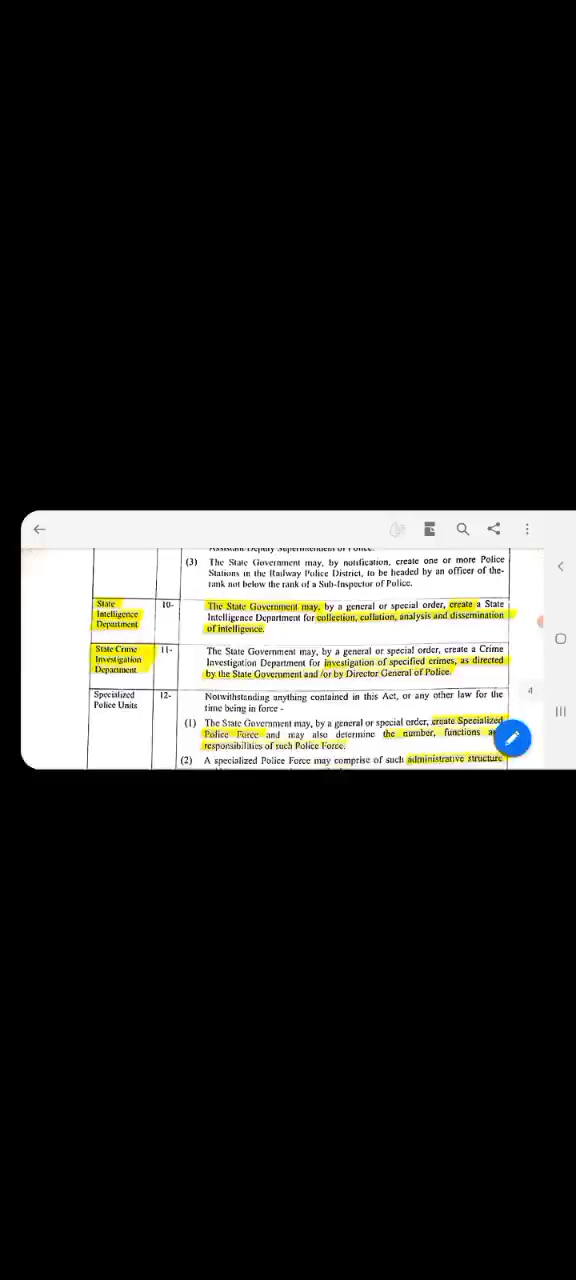 Assistant Deputy Superintendent of Police.
(3) The State Government may, by notification, create one or more Police
Stations in the Railway Police District, to be headed by an officer of the-
rank not below the rank of a Sub-Inspector of Police.
State
Intelligence
Department
10-
The State Government may, by a general or special order, create a State
Intelligence Department for collection, collation, analysis and dissemination
of intelligence.
State Crime
Investigation
Department
11-
The State Government may, by a general or special order, create a Crime
Investigation Department for investigation of specified crimes, as directed
by the State Government and /or by Director General of Police.
Specialized
Police Units
12-
Notwithstanding anything contained in this Act, or any other law for the
time being in force -
(1) The State Government may, by a general or special order, create Specialized
Police Force and may also determine the number, functions
responsibilities of such Police Force.
(2) A specialized Police Force may comprise of such administrative structure
4